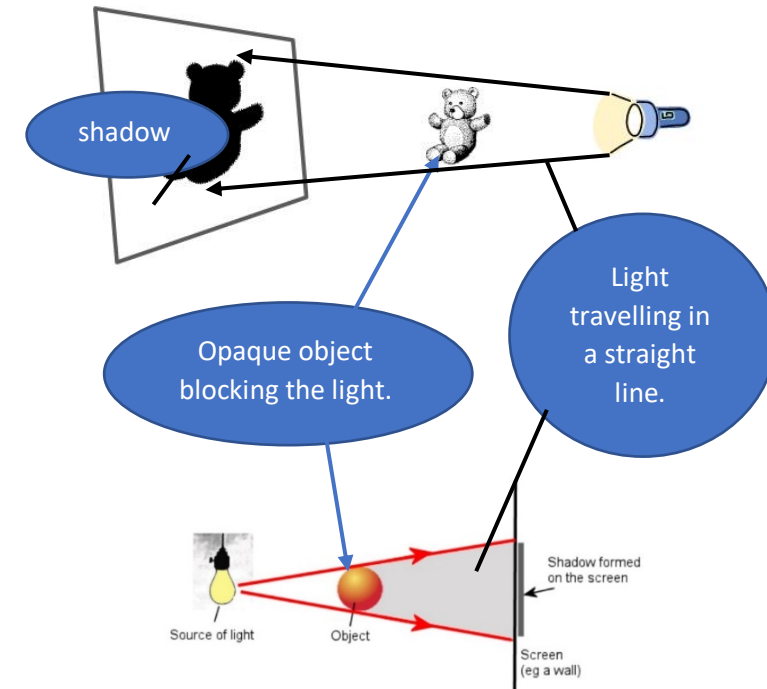 shadow
Opaque object
blocking the light.
Light
travelling in
a straight
line.
Source of light
Object
Shadow formed
on the screen
Screen
(eg a wall)